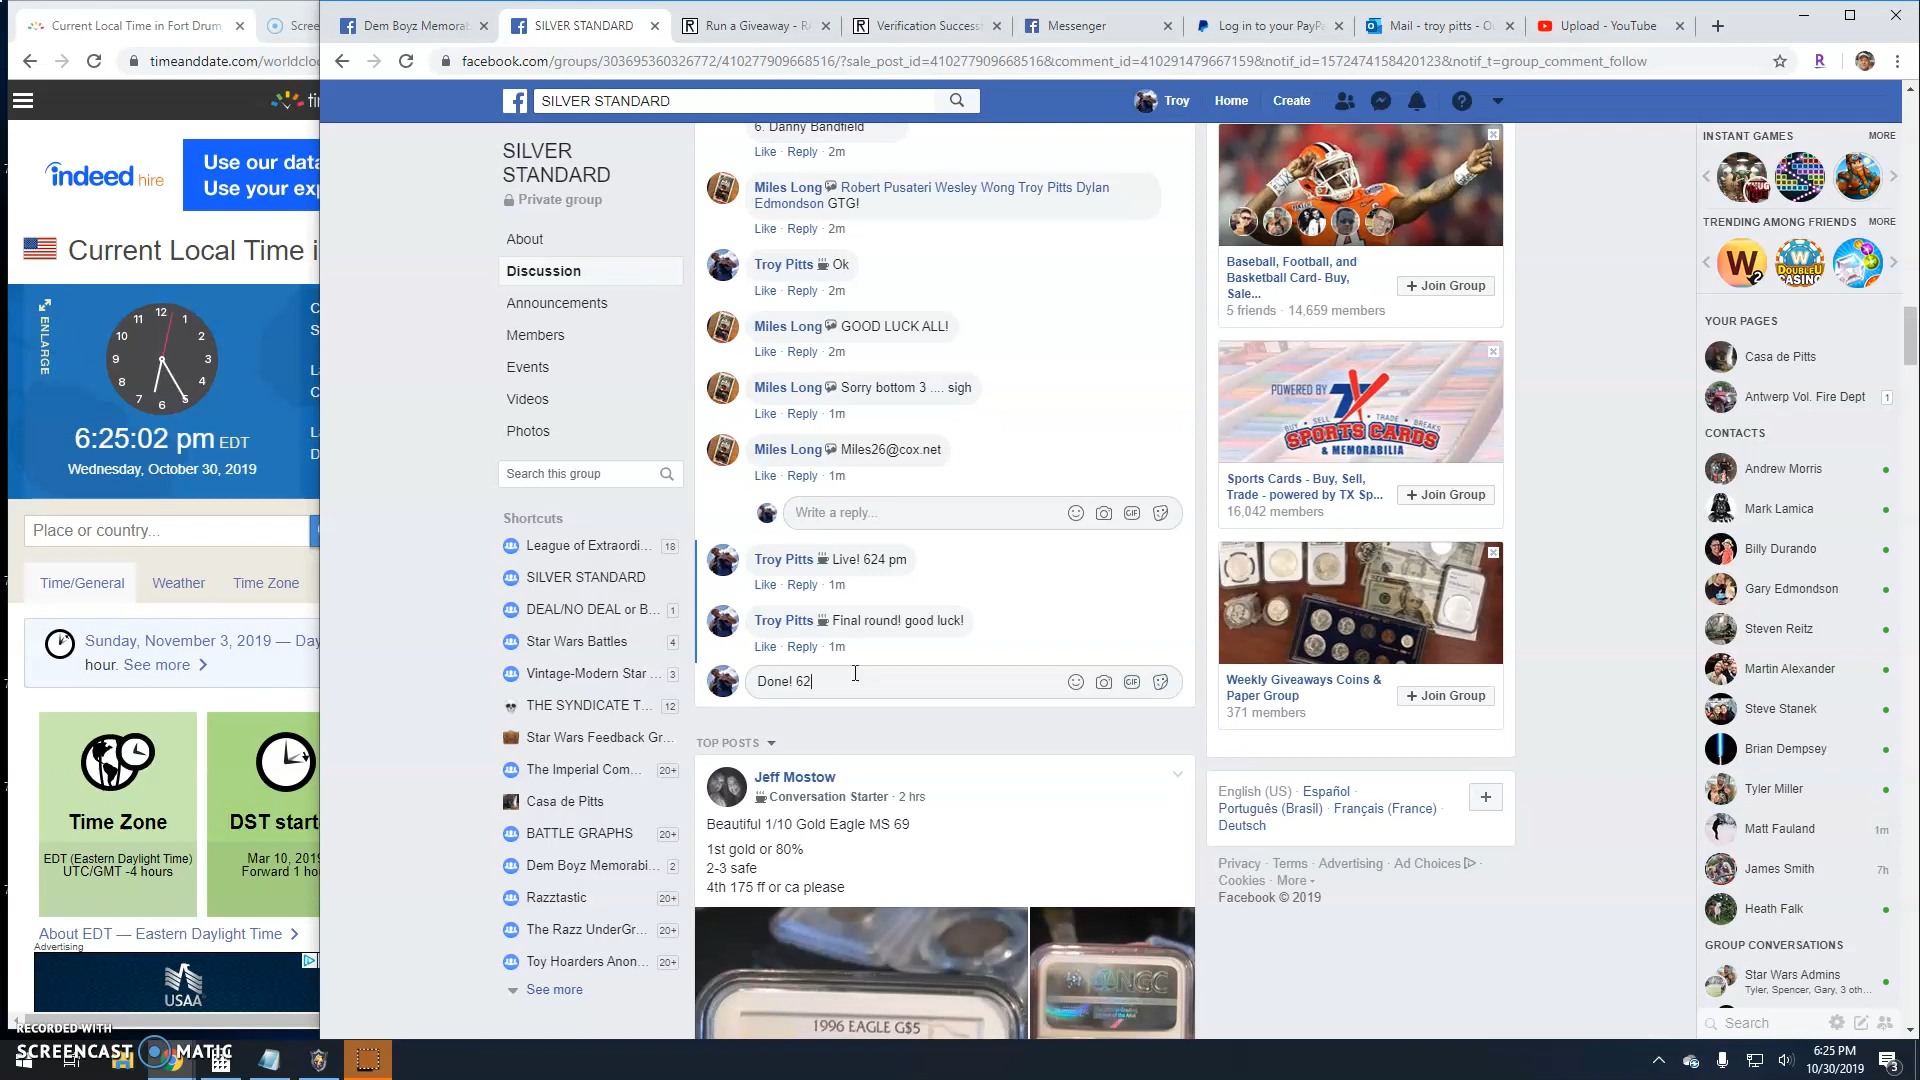 Current Local Time in Fort Drum,
Scree
Dem Boyz Memorab
SILVER STANDARD
Run a Giveaway - RA
Verification Success
Messenger
Log in to your PayPa
Mail - troy pitts - Ou
Upload - YouTube
timeanddate.com/worldcloc
facebook.com/groups/303695360326772/410277909668516/?sale_post_id=410277909668516&comment_id=410291479667159&notif_id=1572474158420123&notif_t=group_comment_follow
SILVER STANDARD
Troy
Home
Create
indeed hire
Use our data
Use your exp
Current Local Time i
ENLARGE
6:25:02 pm EDT
Wednesday, October 30, 2019
Place or country...
Time/General
Weather
Time Zone
Sunday, November 3, 2019 — Day
hour. See more
Time Zone
EDT (Eastern Daylight Time)
UTC/GMT -4 hours
DST starte
Mar 10, 2019
Forward 1 ho
About EDT — Eastern Daylight Time
Advertising
USAA
RECORDED WITH
SCREENCAST MATIC
SILVER
STANDARD
Private group
About
Discussion
Announcements
Members
Events
Videos
Photos
Search this group
Shortcuts
League of Extraordi... 18
SILVER STANDARD
DEAL/NO DEAL or B... 1
Star Wars Battles 4
Vintage-Modern Star ... 3
THE SYNDICATE T... 12
Star Wars Feedback Gr...
The Imperial Com... 20+
Casa de Pitts
BATTLE GRAPHS 20+
Dem Boyz Memorabi... 2
Razztastic 20+
The Razz UnderGr... 20+
Toy Hoarders Anon... 20+
See more
6. Danny Bandfield
Like · Reply · 2m
Miles Long Robert Pusateri Wesley Wong Troy Pitts Dylan
Edmondson GTG!
Like · Reply · 2m
Troy Pitts Ok
Like · Reply · 2m
Miles Long GOOD LUCK ALL!
Like · Reply · 2m
Miles Long Sorry bottom 3 .... sigh
Like · Reply · 1m
Miles Long Miles26@cox.net
Like · Reply · 1m
Write a reply...
Troy Pitts Live! 624 pm
Like · Reply · 1m
Troy Pitts Final round! good luck!
Like · Reply · 1m
Done! 62
GIF
GIF
TOP POSTS
Jeff Mostow
Conversation Starter · 2 hrs
Beautiful 1/10 Gold Eagle MS 69
1st gold or 80%
2-3 safe
4th 175 ff or ca please
1996 EAGLE G$5
NGC
Baseball, Football, and
Basketball Card- Buy,
Sale...
5 friends · 14,659 members
+ Join Group
POWERED BY
7X
BUY · SELL · TRADE · BREAKS
SPORTS CARDS
& MEMORABILIA
Sports Cards - Buy, Sell,
Trade - powered by TX Sp...
16,042 members
+ Join Group
Weekly Giveaways Coins &
Paper Group
371 members
+ Join Group
English (US) · Español ·
Português (Brasil) · Français (France) ·
Deutsch
Privacy · Terms · Advertising · Ad Choices ·
Cookies · More
Facebook © 2019
INSTANT GAMES
MORE
TRENDING AMONG FRIENDS
MORE
W 2
W
DOUBLEU
CASINO
YOUR PAGES
Casa de Pitts
Antwerp Vol. Fire Dept 1
CONTACTS
Andrew Morris
Mark Lamica
Billy Durando
Gary Edmondson
Steven Reitz
Martin Alexander
Steve Stanek
Brian Dempsey
Tyler Miller
Matt Fauland 1m
James Smith 7h
Heath Falk
GROUP CONVERSATIONS
Star Wars Admins
Tyler, Spencer, Gary, 3 oth...
Search
6:25 PM
10/30/2019
3